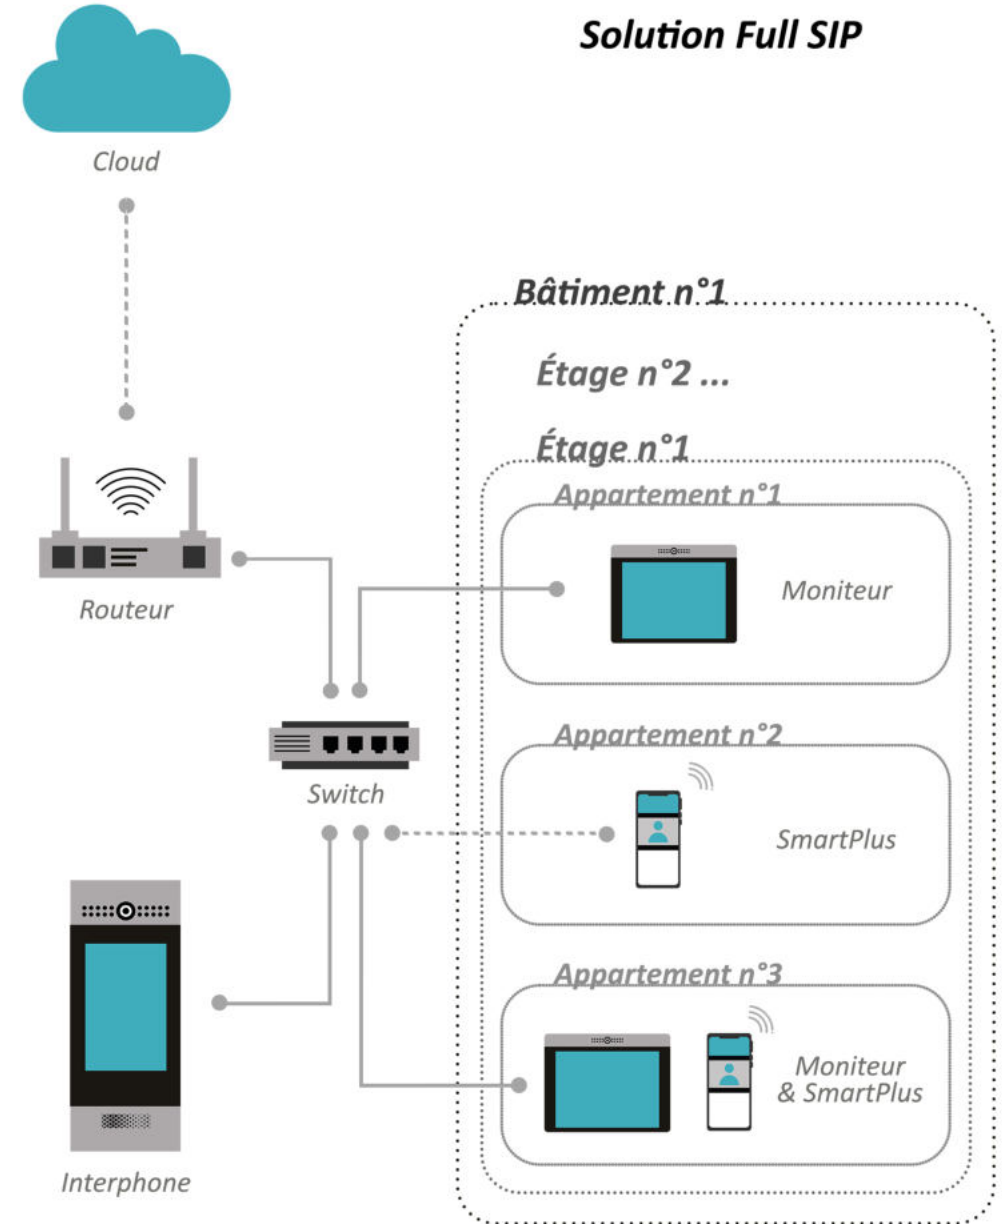 Solution Full SIP
Cloud
Bâtiment n°1
Étage n°2 ...
Étage n°1
Appartement n°1
Moniteur
Routeur
Appartement n°2
Switch
SmartPlus
Appartement n°3
Moniteur
& SmartPlus
Interphone